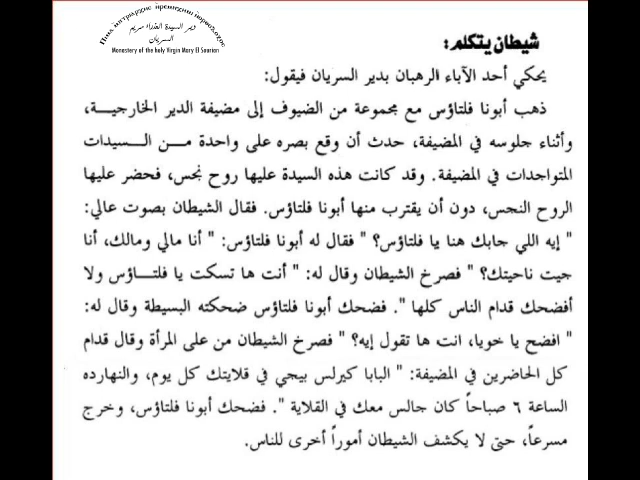 دير السيدة العذراء مريم
السريان
Monastery of the holy Virgin Mary El Sourian
شيطان يتكلم:
يحكي أحد الآباء الرهبان بدير السريان فيقول:
ذهب أبونا فلتاؤس مع مجموعة من الضيوف إلى مضيفة الدير الخارجيــة،
وأثناء جلوسه في المضيفة، حدث أن وقع بصره على واحدة مــن الــسيدات
المتواجدات في المضيفة. وقد كانت هذه السيدة عليها روح نجس، فحضر عليها
الروح النجس، دون أن يقترب منها أبونا فلتاؤس. فقال الشيطان بصوت عالي:
" إيه اللي جابك هنا يا فلتاؤس؟ " فقال له أبونا فلتاؤس: " أنا مالي ومالك، أنا
جيت ناحيتك؟ " فصرخ الشيطان وقال له: " أنت ها تسكت يا فلتــاؤس ولا
أفضحك قدام الناس كلها ". فضحك أبونا فلتاؤس ضحكته البسيطة وقال له:
" افضح يا خويا، انت ها تقول إيه؟ " فصرخ الشيطان من على المرأة وقال قدام
كل الحاضرين في المضيفة: " البابا كيرلس بيجي في قلايتك كل يوم، والنهارده
الساعة ٦ صباحاً كان جالس معك في القلاية ". فضحك أبونا فلتاؤس، وخرج
مسرعاً، حتى لا يكشف الشيطان أموراً أخرى للناس.